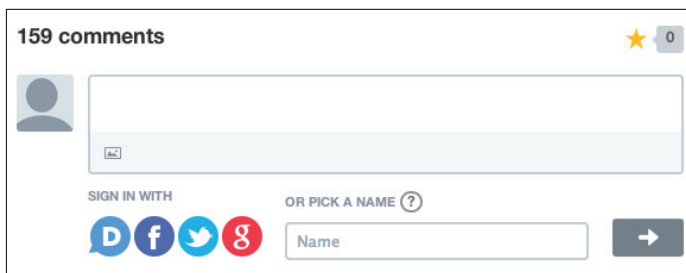 159 comments
0
SIGN IN WITH
OR PICK A NAME ?
D f g
Name